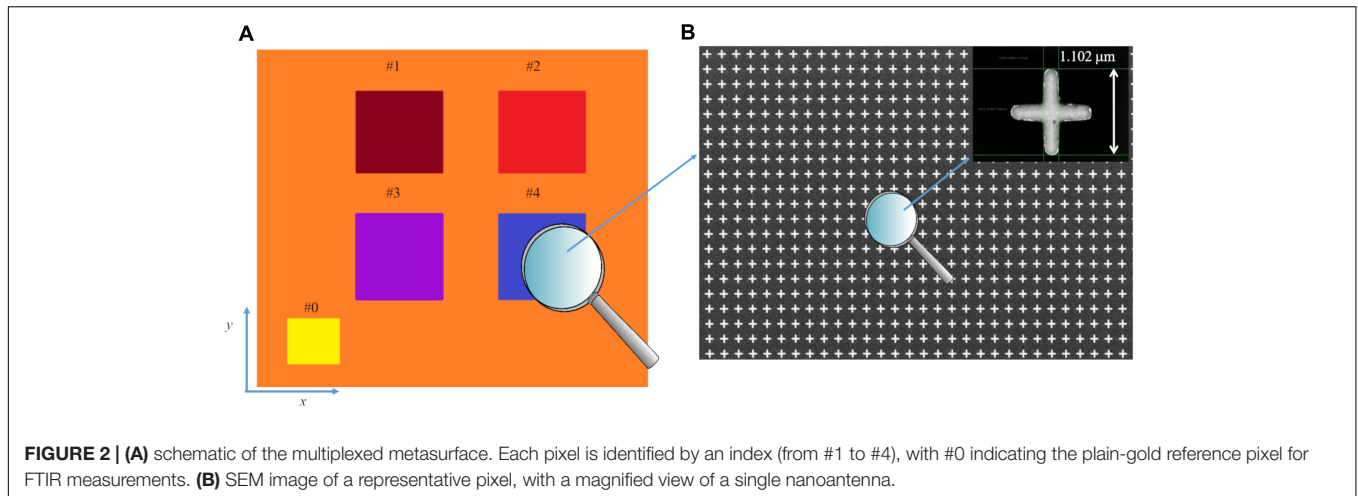 A
B
#1
#2
1.102 µm
#3
#4
#0
y
x
FIGURE 2 | (A) schematic of the multiplexed metasurface. Each pixel is identified by an index (from #1 to #4), with #0 indicating the plain-gold reference pixel for
FTIR measurements. (B) SEM image of a representative pixel, with a magnified view of a single nanoantenna.